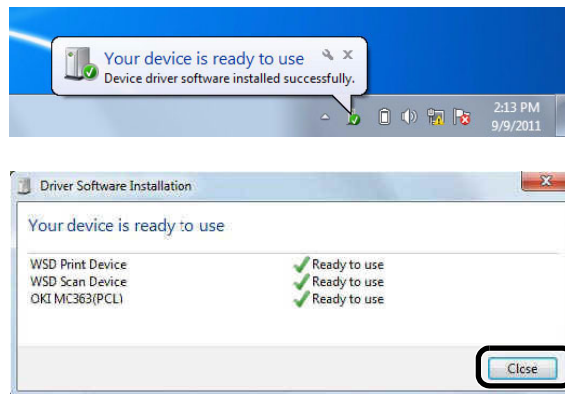 Your device is ready to use
Device driver software installed successfully.
2:13 PM
9/9/2011
Driver Software Installation
Your device is ready to use
WSD Print Device Ready to use
WSD Scan Device Ready to use
OKI MC363(PCL) Ready to use
Close